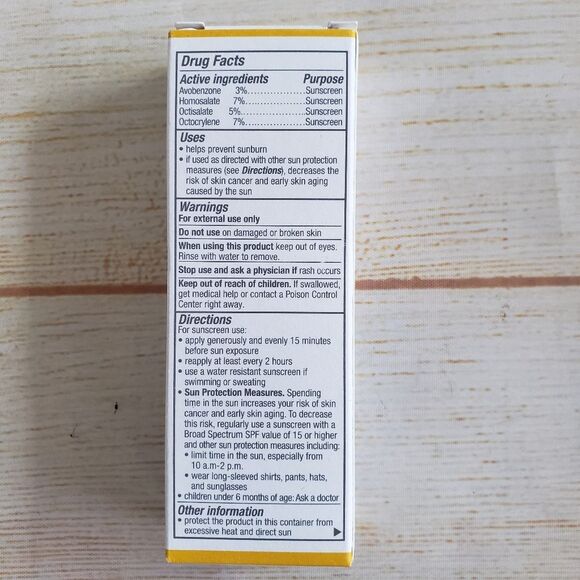 Drug Facts
Active ingredients Purpose
Avobenzone 3%..................Sunscreen
Homosalate 7%..................Sunscreen
Octisalate 5%..................Sunscreen
Octocrylene 7%..................Sunscreen
Uses
• helps prevent sunburn
• if used as directed with other sun protection
measures (see Directions), decreases the
risk of skin cancer and early skin aging
caused by the sun
Warnings
For external use only
Do not use on damaged or broken skin
When using this product keep out of eyes.
Rinse with water to remove.
Stop use and ask a physician if rash occurs
Keep out of reach of children. If swallowed,
get medical help or contact a Poison Control
Center right away.
Directions
For sunscreen use:
• apply generously and evenly 15 minutes
before sun exposure
• reapply at least every 2 hours
• use a water resistant sunscreen if
swimming or sweating
• Sun Protection Measures. Spending
time in the sun increases your risk of skin
cancer and early skin aging. To decrease
this risk, regularly use a sunscreen with a
Broad Spectrum SPF value of 15 or higher
and other sun protection measures including:
• limit time in the sun, especially from
10 a.m-2 p.m.
• wear long-sleeved shirts, pants, hats,
and sunglasses
• children under 6 months of age: Ask a doctor
Other information
• protect the product in this container from
excessive heat and direct sun